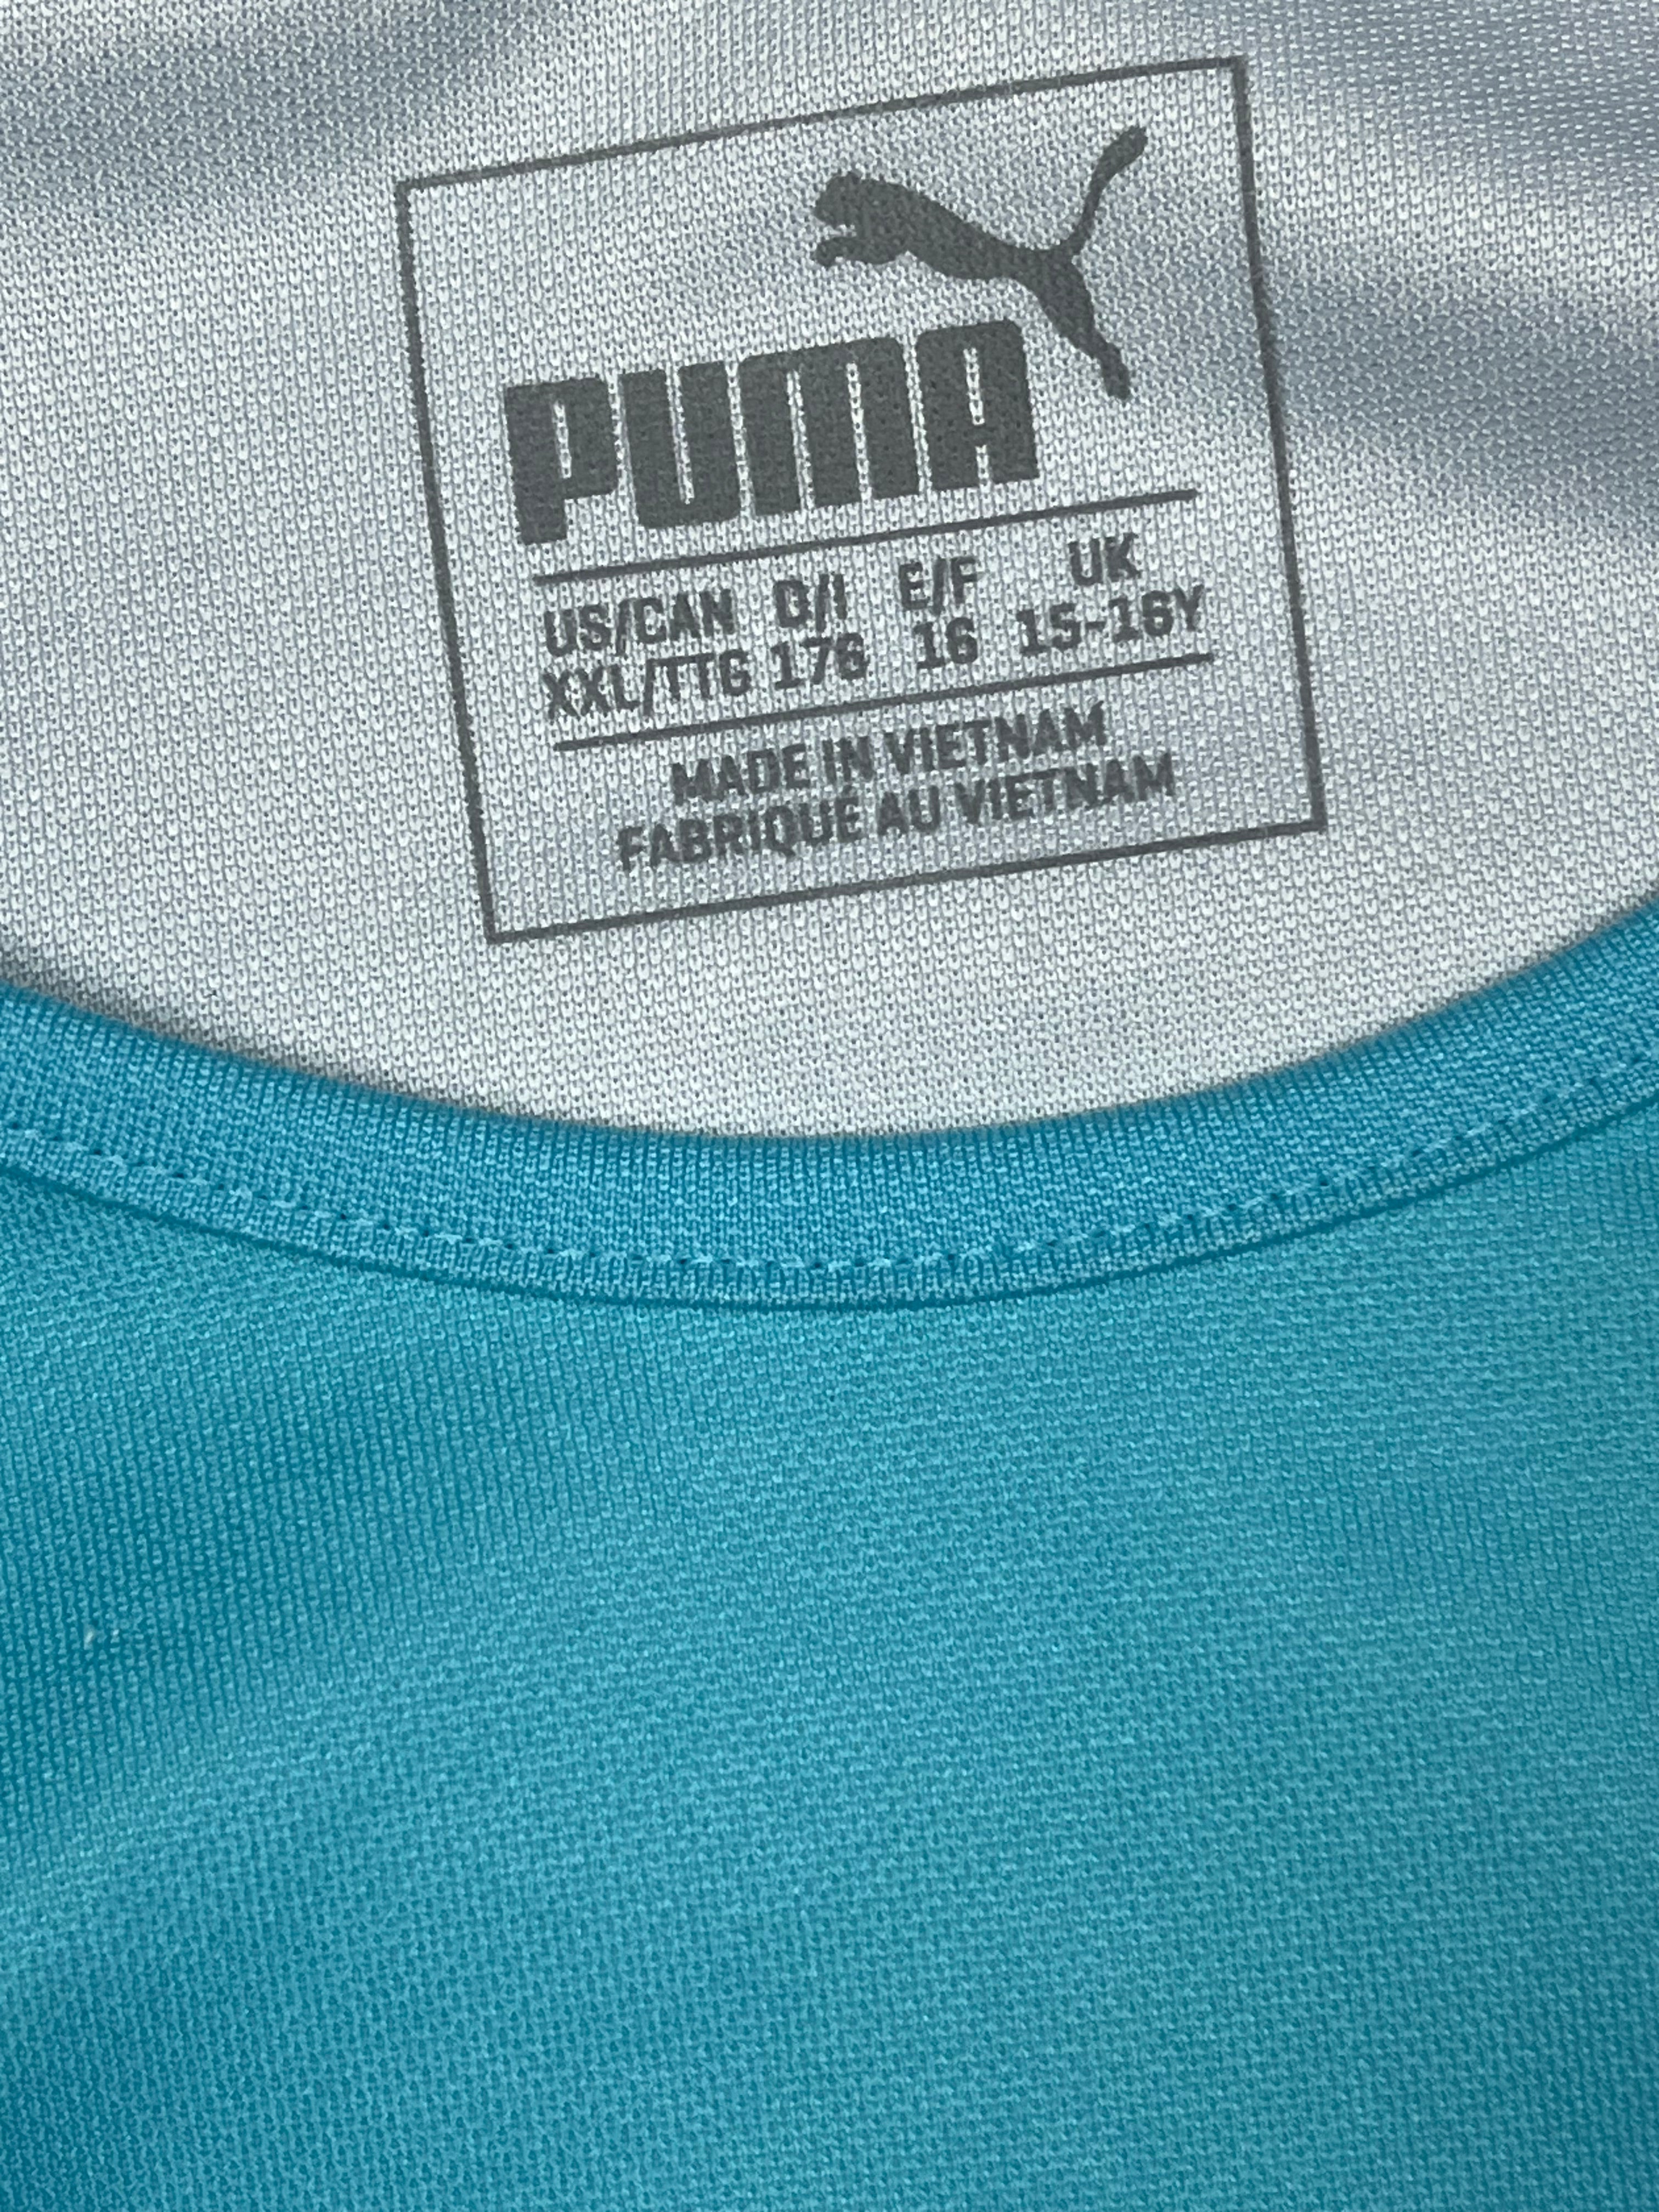 PUMA
US/CAN D/I E/F UK
XXL/TTG 176 16 15-16Y
MADE IN VIETNAM
FABRIQUÉ AU VIETNAM